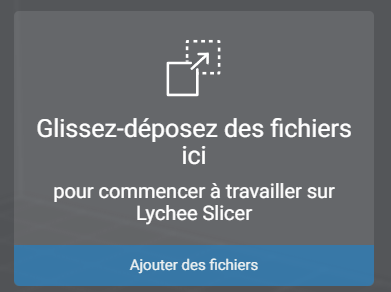 Glissez-déposez des fichiers
ici
pour commencer à travailler sur
Lychee Slicer
Ajouter des fichiers